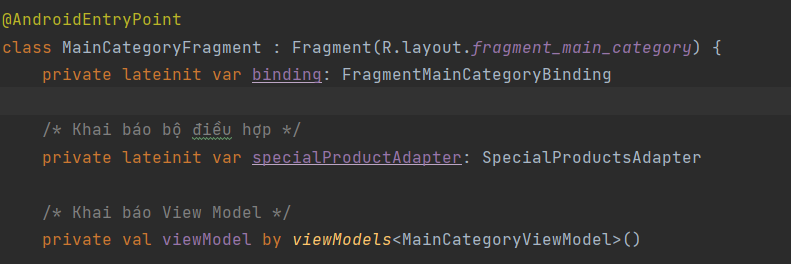 @AndroidEntryPoint
class MainCategoryFragment : Fragment(R.layout.fragment_main_category) {
private lateinit var binding: FragmentMainCategoryBinding
/* Khai báo bộ điều hợp */
private lateinit var specialProductAdapter: SpecialProductsAdapter
/* Khai báo View Model */
private val viewModel by viewModels<MainCategoryViewModel>()